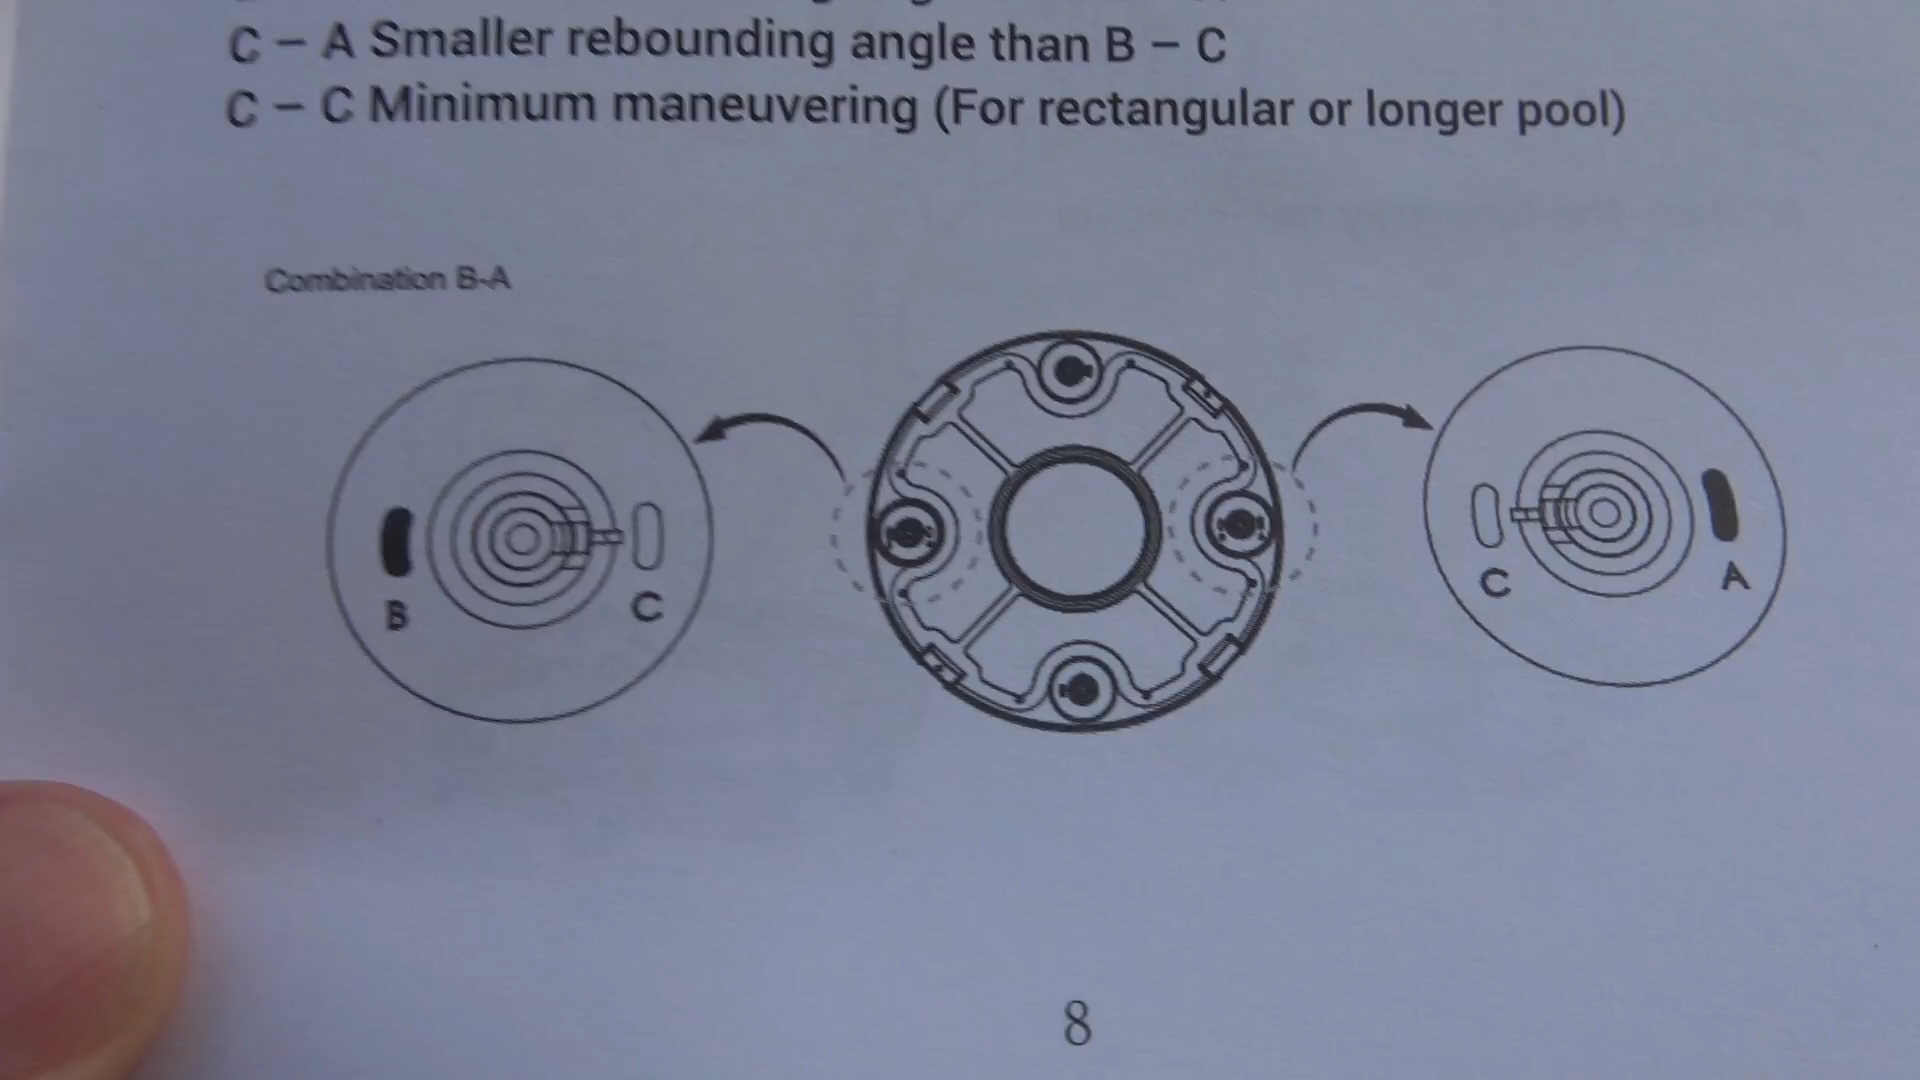 C – A Smaller rebounding angle than B – C
C – C Minimum maneuvering (For rectangular or longer pool)
Combination B-A
B C
C A
8